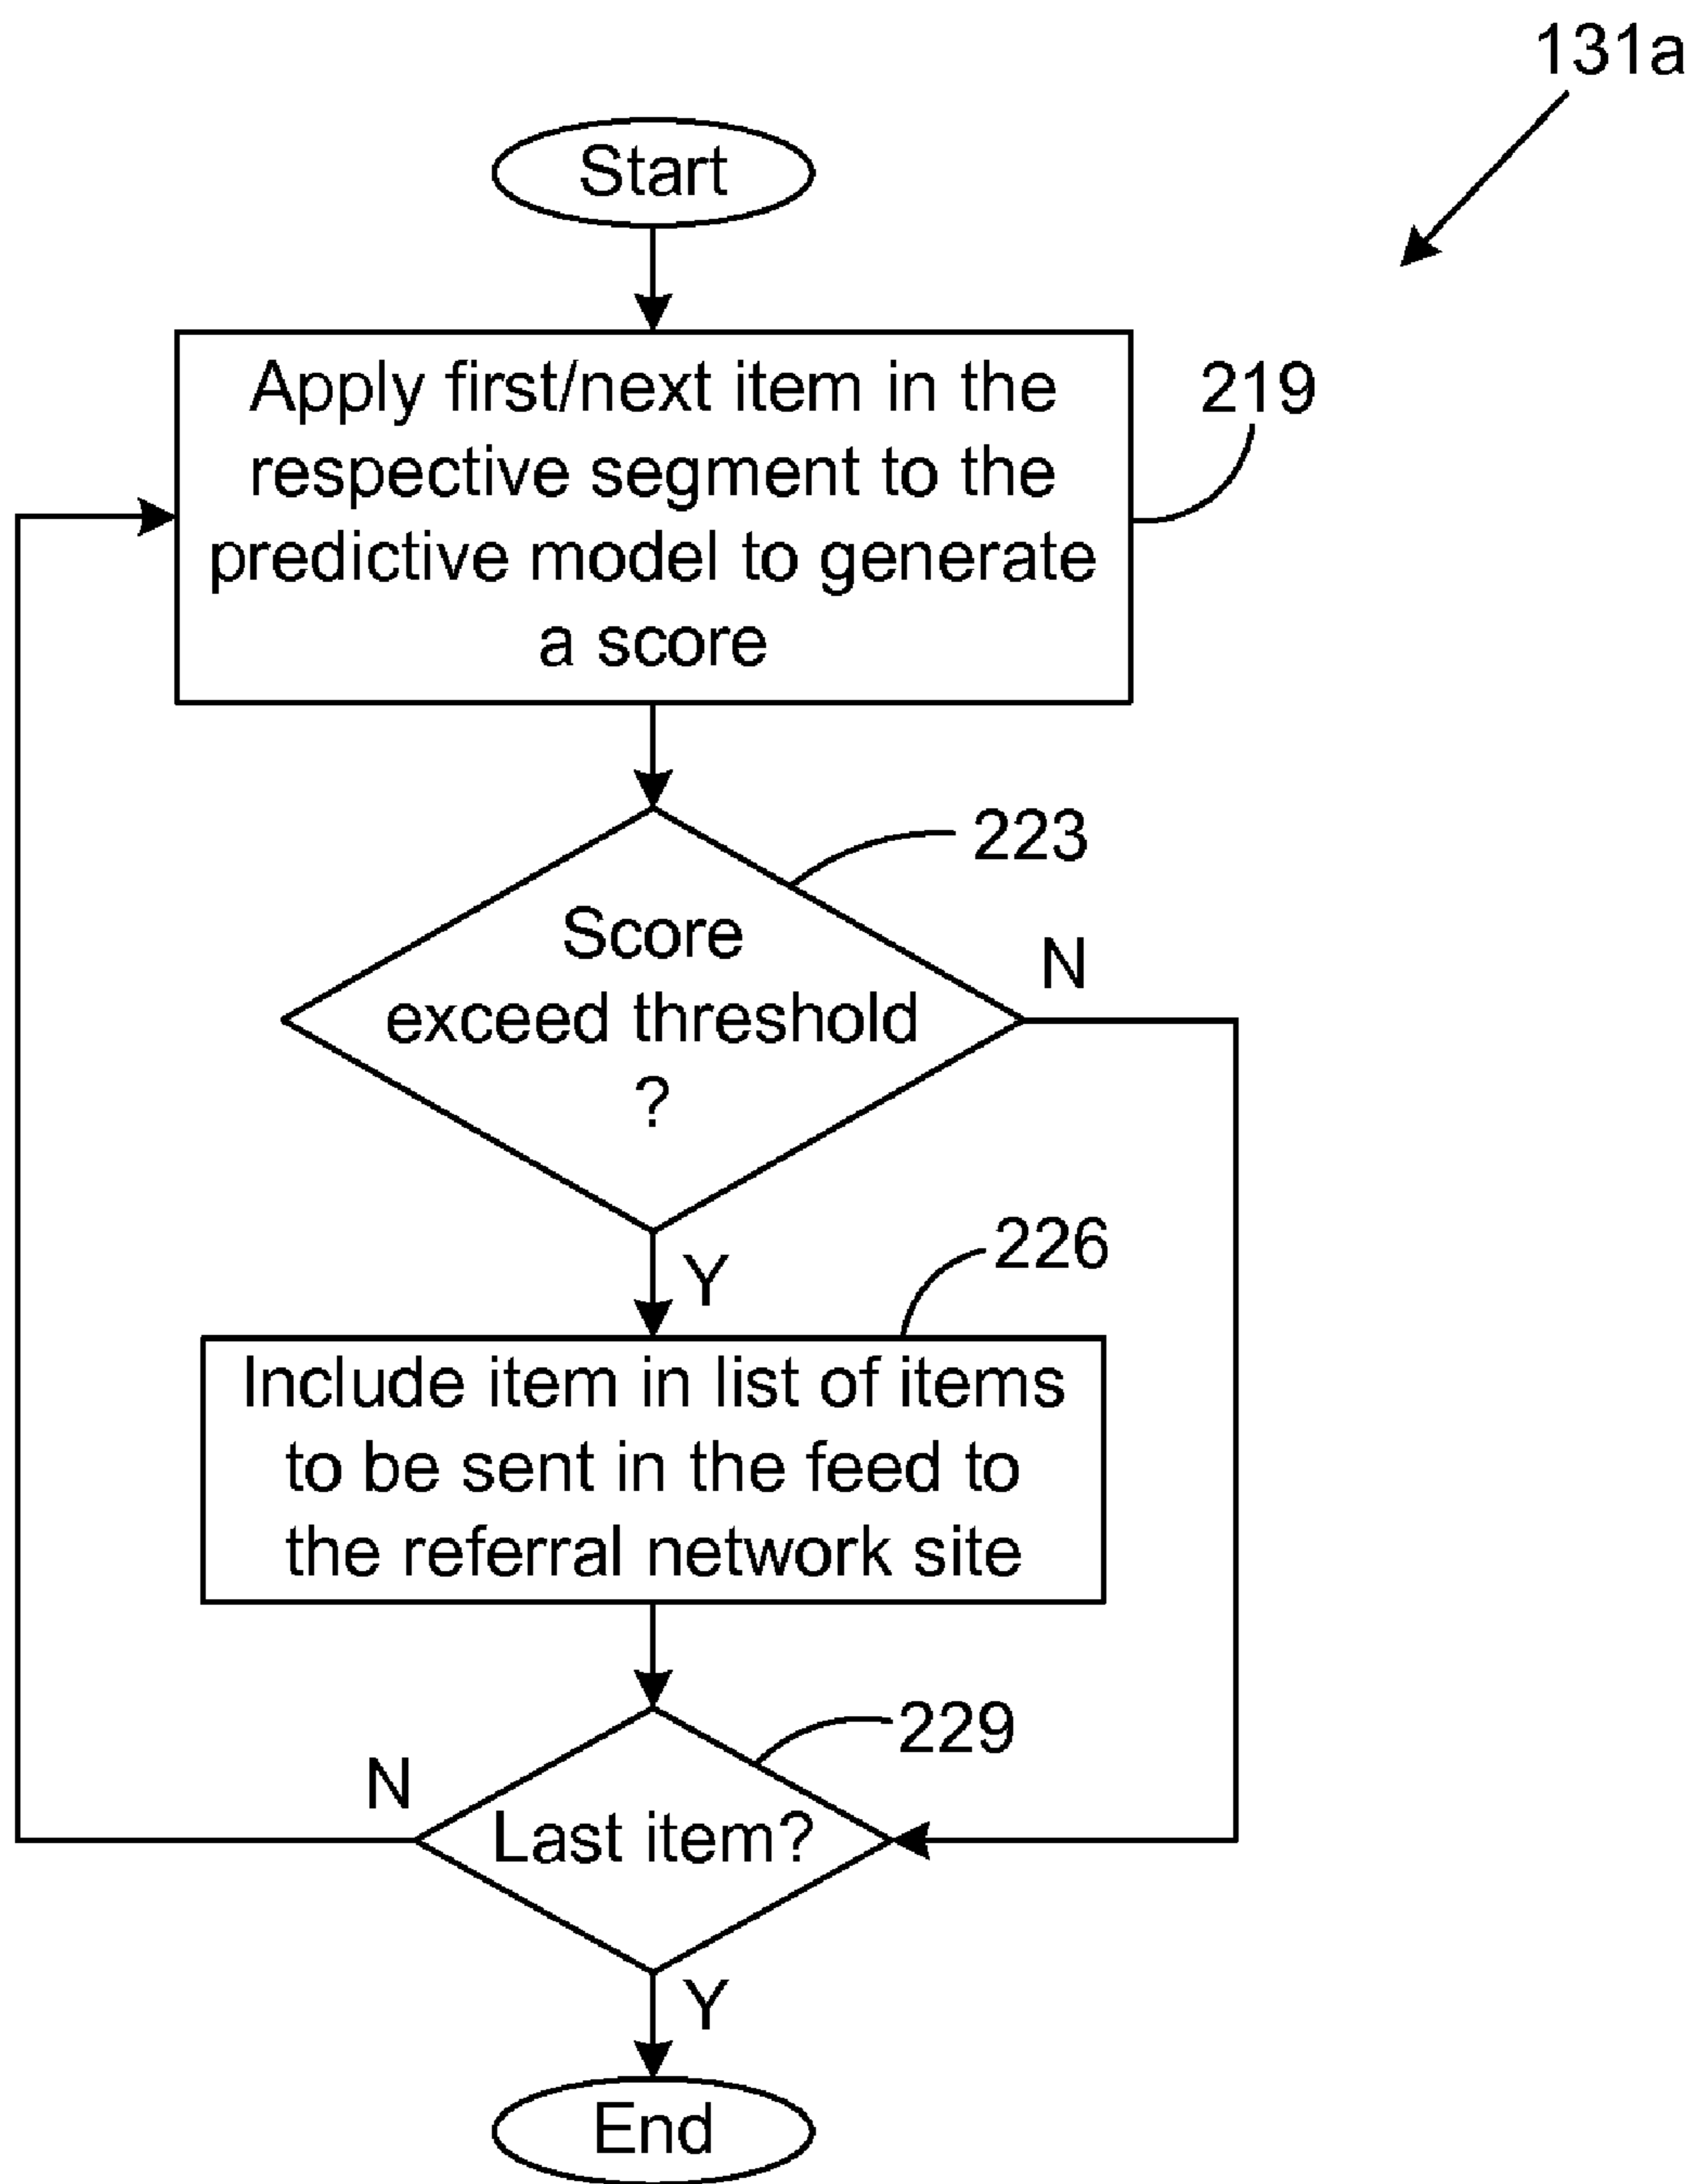 131a
Start
Apply first/next item in the
respective segment to the
predictive model to generate
a score
219
223
Score
exceed threshold
?
N
Y
226
Include item in list of items
to be sent in the feed to
the referral network site
229
N
Last item?
Y
End